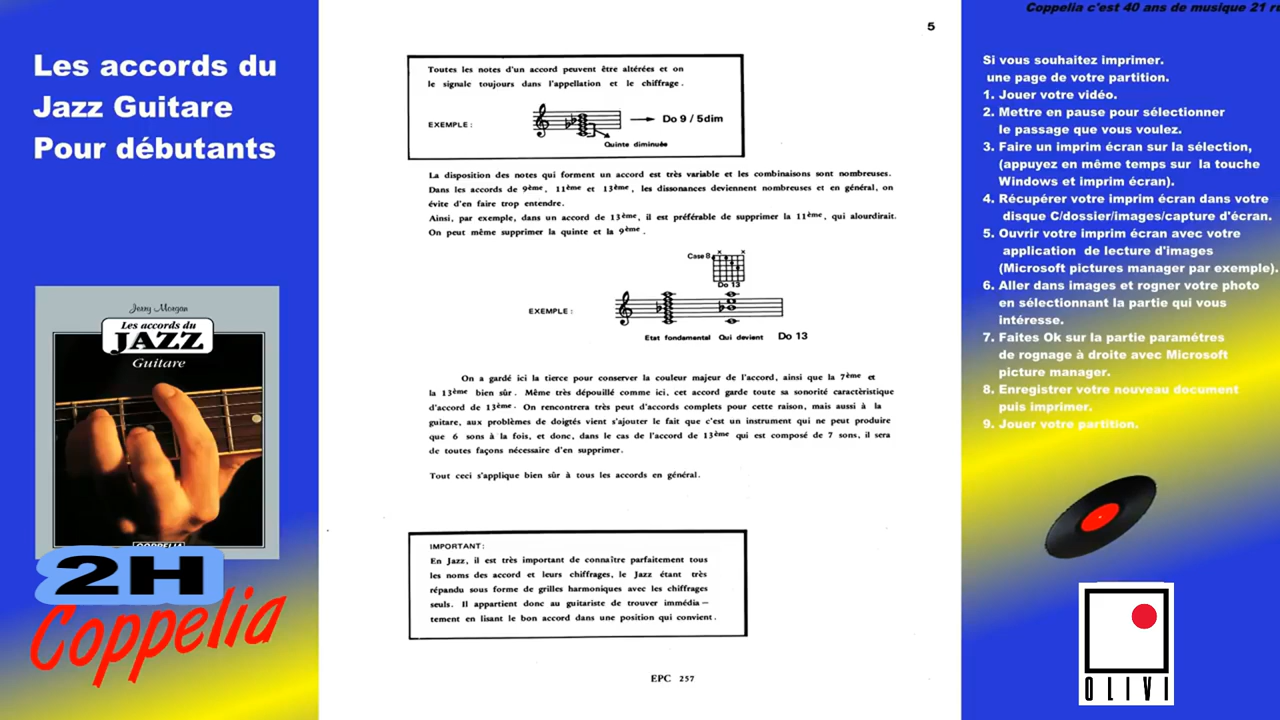 Coppelia c'est 40 ans de musique 21 r
5
Les accords du
Jazz Guitare
Pour débutants
Jerry Morgan
Les accords du
JAZZ
Guitare
COPPELIA
2H
Coppelia
Toutes les notes d'un accord peuvent être altérées et on
le signale toujours dans l'appellation et le chiffrage.
EXEMPLE :
Do 9 / 5dim
Quinte diminuée
La disposition des notes qui forment un accord est très variable et les combinaisons sont nombreuses.
Dans les accords de 9ème, 11ème et 13ème, les dissonances deviennent nombreuses et en général, on
évite d'en faire trop entendre.
Ainsi, par exemple, dans un accord de 13ème, il est préférable de supprimer la 11ème, qui alourdirait.
On peut même supprimer la quinte et la 9ème.
Case 8 x x
Do 13
EXEMPLE :
Etat fondamental Qui devient Do 13
On a gardé ici la tierce pour conserver la couleur majeur de l'accord, ainsi que la 7ème et
la 13ème bien sûr. Même très dépouillé comme ici, cet accord garde toute sa sonorité caractèristique
d'accord de 13ème. On rencontrera très peu d'accords complets pour cette raison, mais aussi à la
guitare, aux problèmes de doigtés vient s'ajouter le fait que c'est un instrument qui ne peut produire
que 6 sons à la fois, et donc, dans le cas de l'accord de 13ème qui est composé de 7 sons, il sera
de toutes façons nécessaire d'en supprimer.
Tout ceci s'applique bien sûr à tous les accords en général.
IMPORTANT :
En Jazz, il est très important de connaître parfaitement tous
les noms des accord et leurs chiffrages, le Jazz étant très
répandu sous forme de grilles harmoniques avec les chiffrages
seuls. Il appartient donc au guitariste de trouver immédia —
tement en lisant le bon accord dans une position qui convient.
EPC 257
Si vous souhaitez imprimer.
une page de votre partition.
1. Jouer votre vidéo.
2. Mettre en pause pour sélectionner
le passage que vous voulez.
3. Faire un imprim écran sur la sélection,
(appuyez en même temps sur la touche
Windows et imprim écran).
4. Récupérer votre imprim écran dans votre
disque C/dossier/images/capture d'écran.
5. Ouvrir votre imprim écran avec votre
application de lecture d'images
(Microsoft pictures manager par exemple).
6. Aller dans images et rogner votre photo
en sélectionnant la partie qui vous
intéresse.
7. Faites Ok sur la partie paramétres
de rognage à droite avec Microsoft
picture manager.
8. Enregistrer votre nouveau document
puis imprimer.
9. Jouer votre partition.
OLIVI